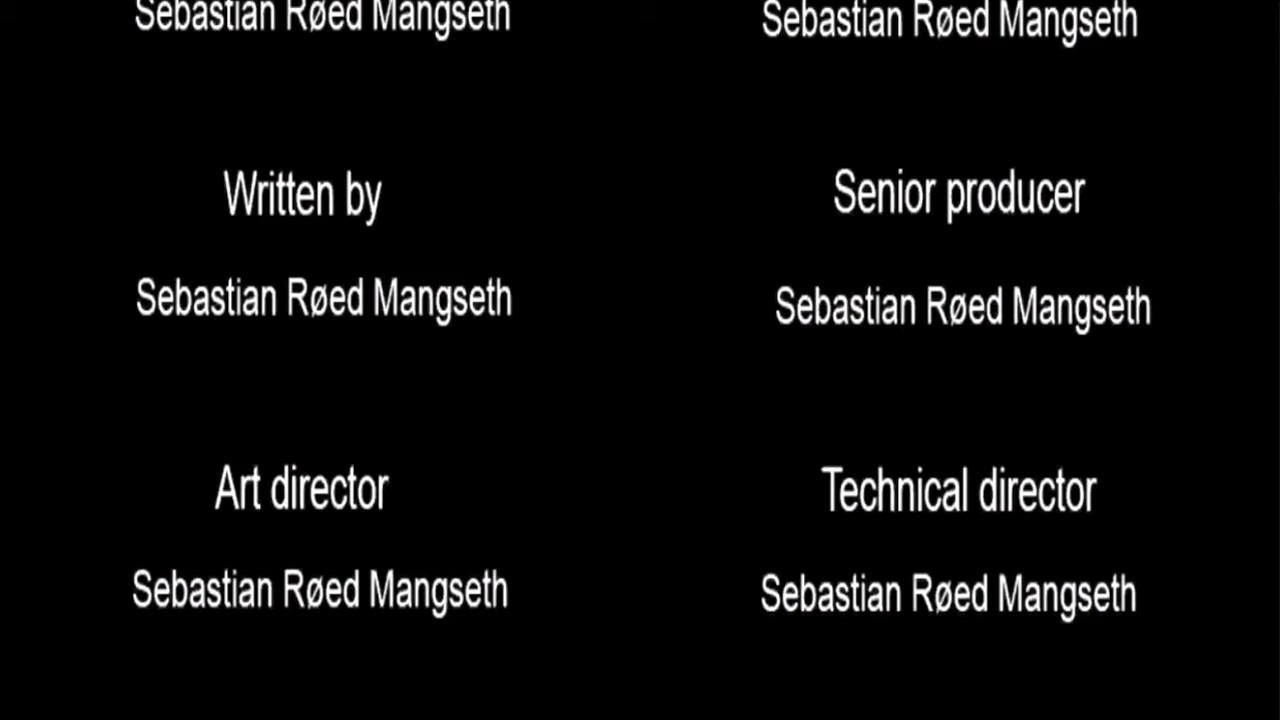 Sebastian Røed Mangseth
Sebastian Røed Mangseth
Written by
Senior producer
Sebastian Røed Mangseth
Sebastian Røed Mangseth
Art director
Technical director
Sebastian Røed Mangseth
Sebastian Røed Mangseth